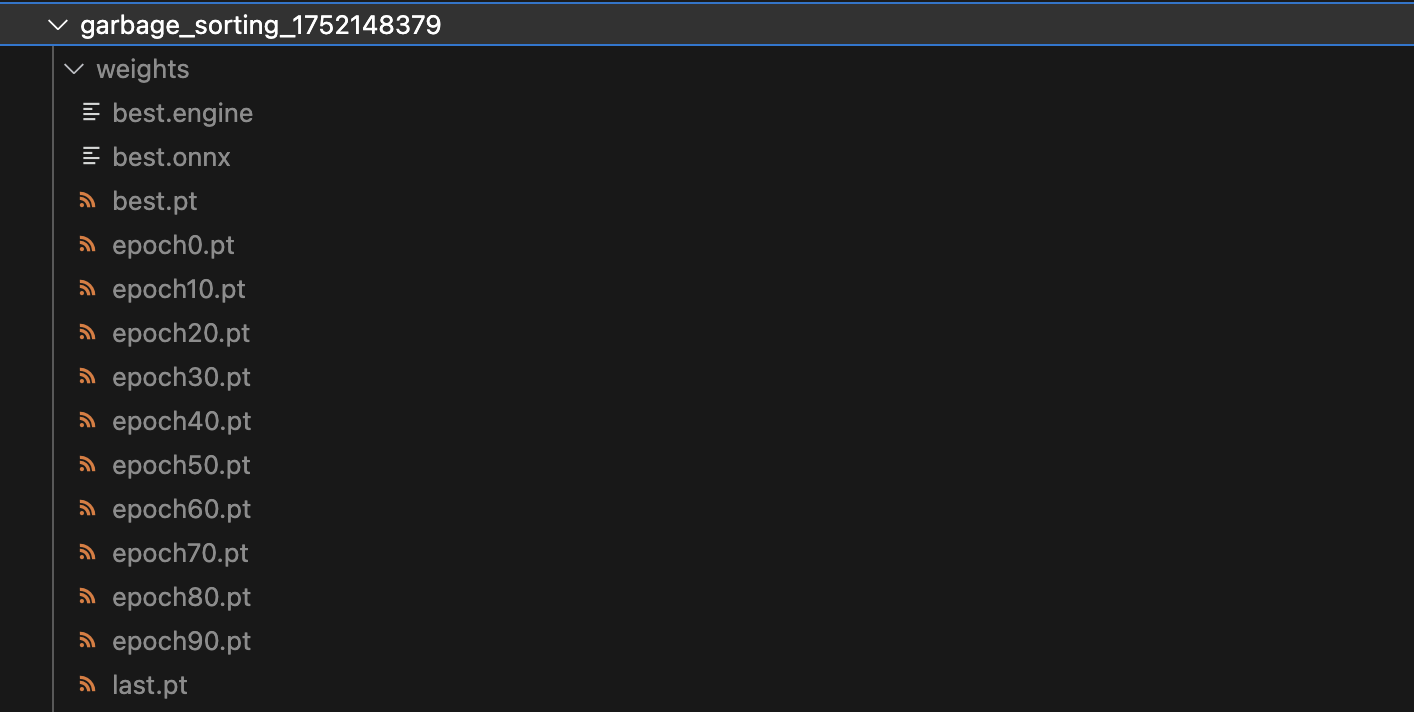 garbage_sorting_1752148379
weights
best.engine
best.onnx
best.pt
epoch0.pt
epoch10.pt
epoch20.pt
epoch30.pt
epoch40.pt
epoch50.pt
epoch60.pt
epoch70.pt
epoch80.pt
epoch90.pt
last.pt